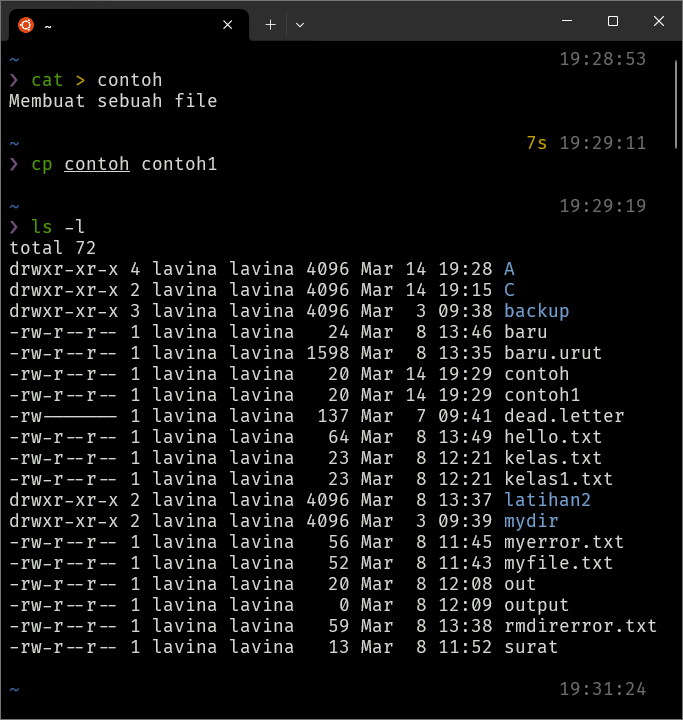 ~
~ 19:28:53
❯ cat > contoh
Membuat sebuah file
~ 7s 19:29:11
❯ cp contoh contoh1
~ 19:29:19
❯ ls -l
total 72
drwxr-xr-x 4 lavina lavina 4096 Mar 14 19:28 A
drwxr-xr-x 2 lavina lavina 4096 Mar 14 19:15 C
drwxr-xr-x 3 lavina lavina 4096 Mar  3 09:38 backup
-rw-r--r-- 1 lavina lavina   24 Mar  8 13:46 baru
-rw-r--r-- 1 lavina lavina 1598 Mar  8 13:35 baru.urut
-rw-r--r-- 1 lavina lavina   20 Mar 14 19:29 contoh
-rw-r--r-- 1 lavina lavina   20 Mar 14 19:29 contoh1
-rw------- 1 lavina lavina  137 Mar  7 09:41 dead.letter
-rw-r--r-- 1 lavina lavina   64 Mar  8 13:49 hello.txt
-rw-r--r-- 1 lavina lavina   23 Mar  8 12:21 kelas.txt
-rw-r--r-- 1 lavina lavina   23 Mar  8 12:21 kelas1.txt
drwxr-xr-x 2 lavina lavina 4096 Mar  8 13:37 latihan2
drwxr-xr-x 2 lavina lavina 4096 Mar  3 09:39 mydir
-rw-r--r-- 1 lavina lavina   56 Mar  8 11:45 myerror.txt
-rw-r--r-- 1 lavina lavina   52 Mar  8 11:43 myfile.txt
-rw-r--r-- 1 lavina lavina   20 Mar  8 12:08 out
-rw-r--r-- 1 lavina lavina    0 Mar  8 12:09 output
-rw-r--r-- 1 lavina lavina   59 Mar  8 13:38 rmdirerror.txt
-rw-r--r-- 1 lavina lavina   13 Mar  8 11:52 surat
~ 19:31:24